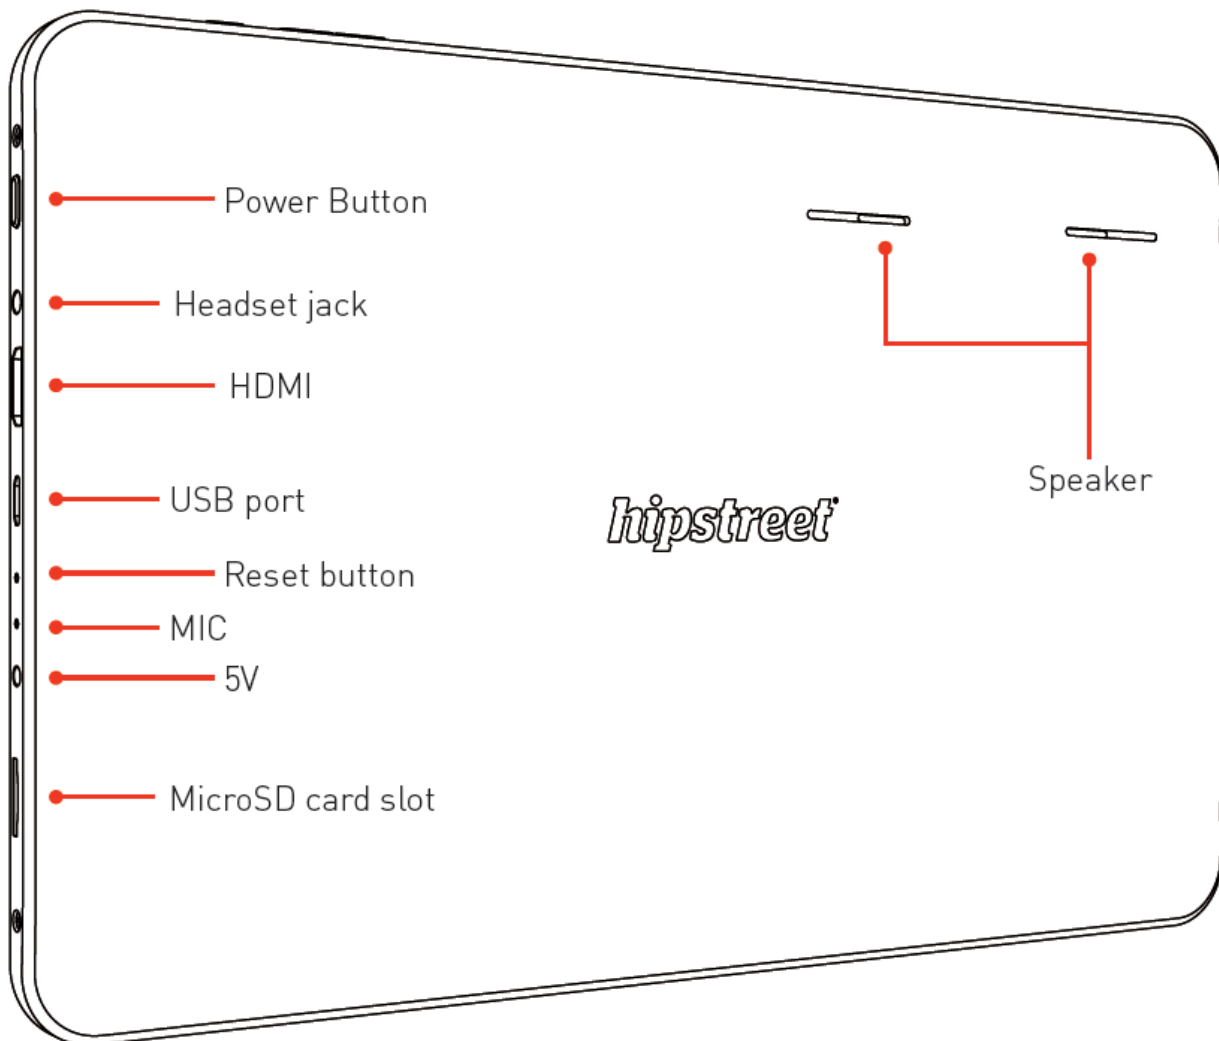 Power Button
Headset jack
HDMI
USB port
Reset button
MIC
5V
MicroSD card slot
Speaker
hipstreet